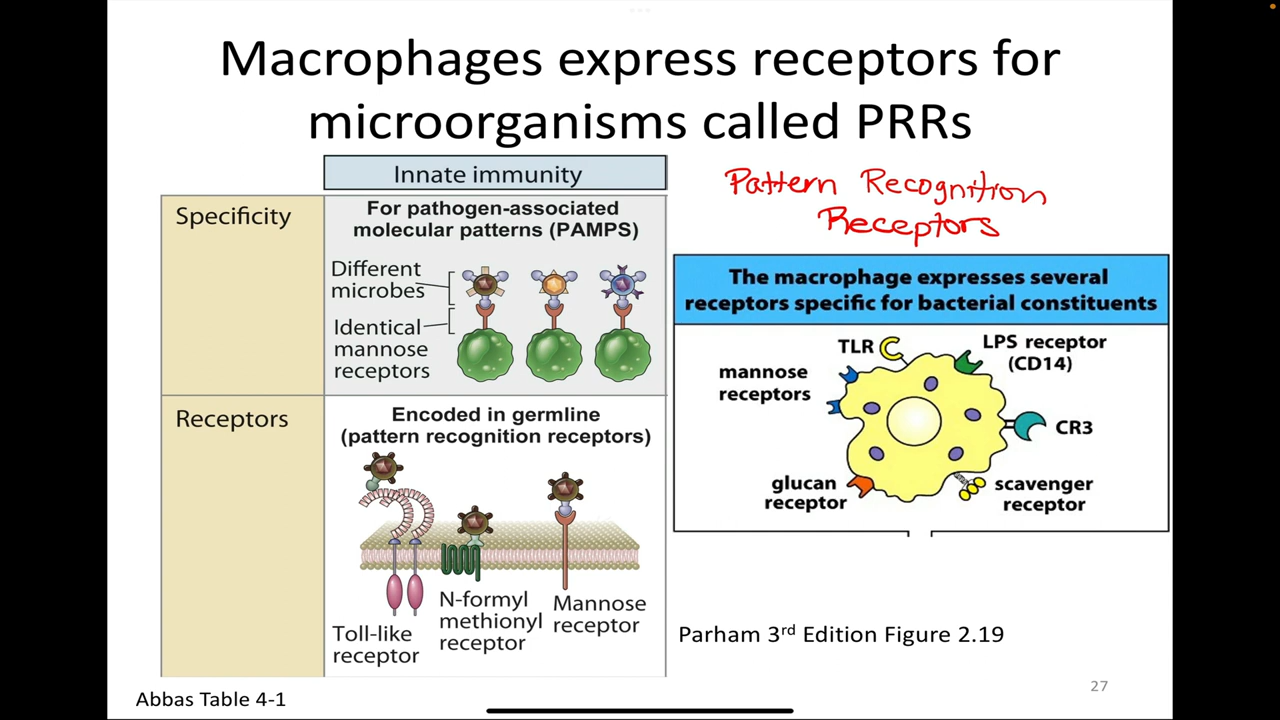 Macrophages express receptors for
microorganisms called PRRs
Innate immunity
Specificity
For pathogen-associated
molecular patterns (PAMPS)
Different
microbes
Identical
mannose
receptors
Receptors
Encoded in germline
(pattern recognition receptors)
Toll-like
receptor
N-formyl
methionyl
receptor
Mannose
receptor
Abbas Table 4-1
Pattern Recognition
Receptors
The macrophage expresses several
receptors specific for bacterial constituents
TLR
LPS receptor
(CD14)
mannose
receptors
CR3
glucan
receptor
scavenger
receptor
Parham 3rd Edition Figure 2.19
27